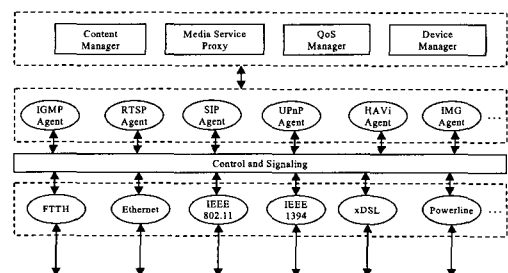 Content Manager
Media Service Proxy
QoS Manager
Device Manager
IGMP Agent
RTSP Agent
SIP Agent
UPnP Agent
HAVi Agent
IMG Agent
...
Control and Signaling
FTTH
Ethernet
IEEE 802.11
IEEE 1394
xDSL
Powerline
...